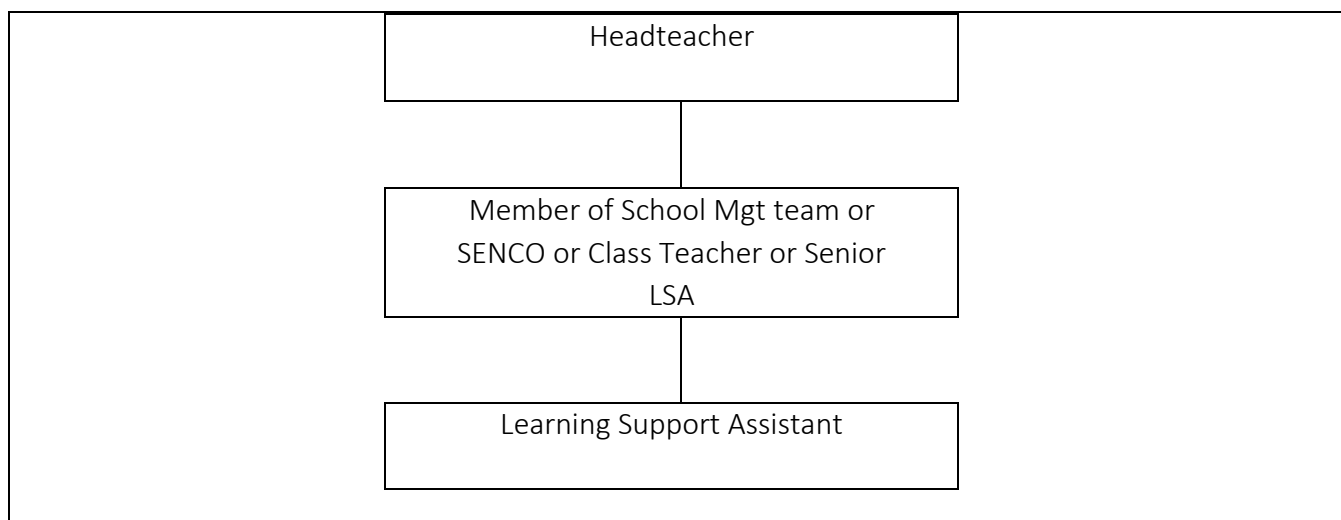 Headteacher
Member of School Mgt team or
SENCO or Class Teacher or Senior
LSA
Learning Support Assistant